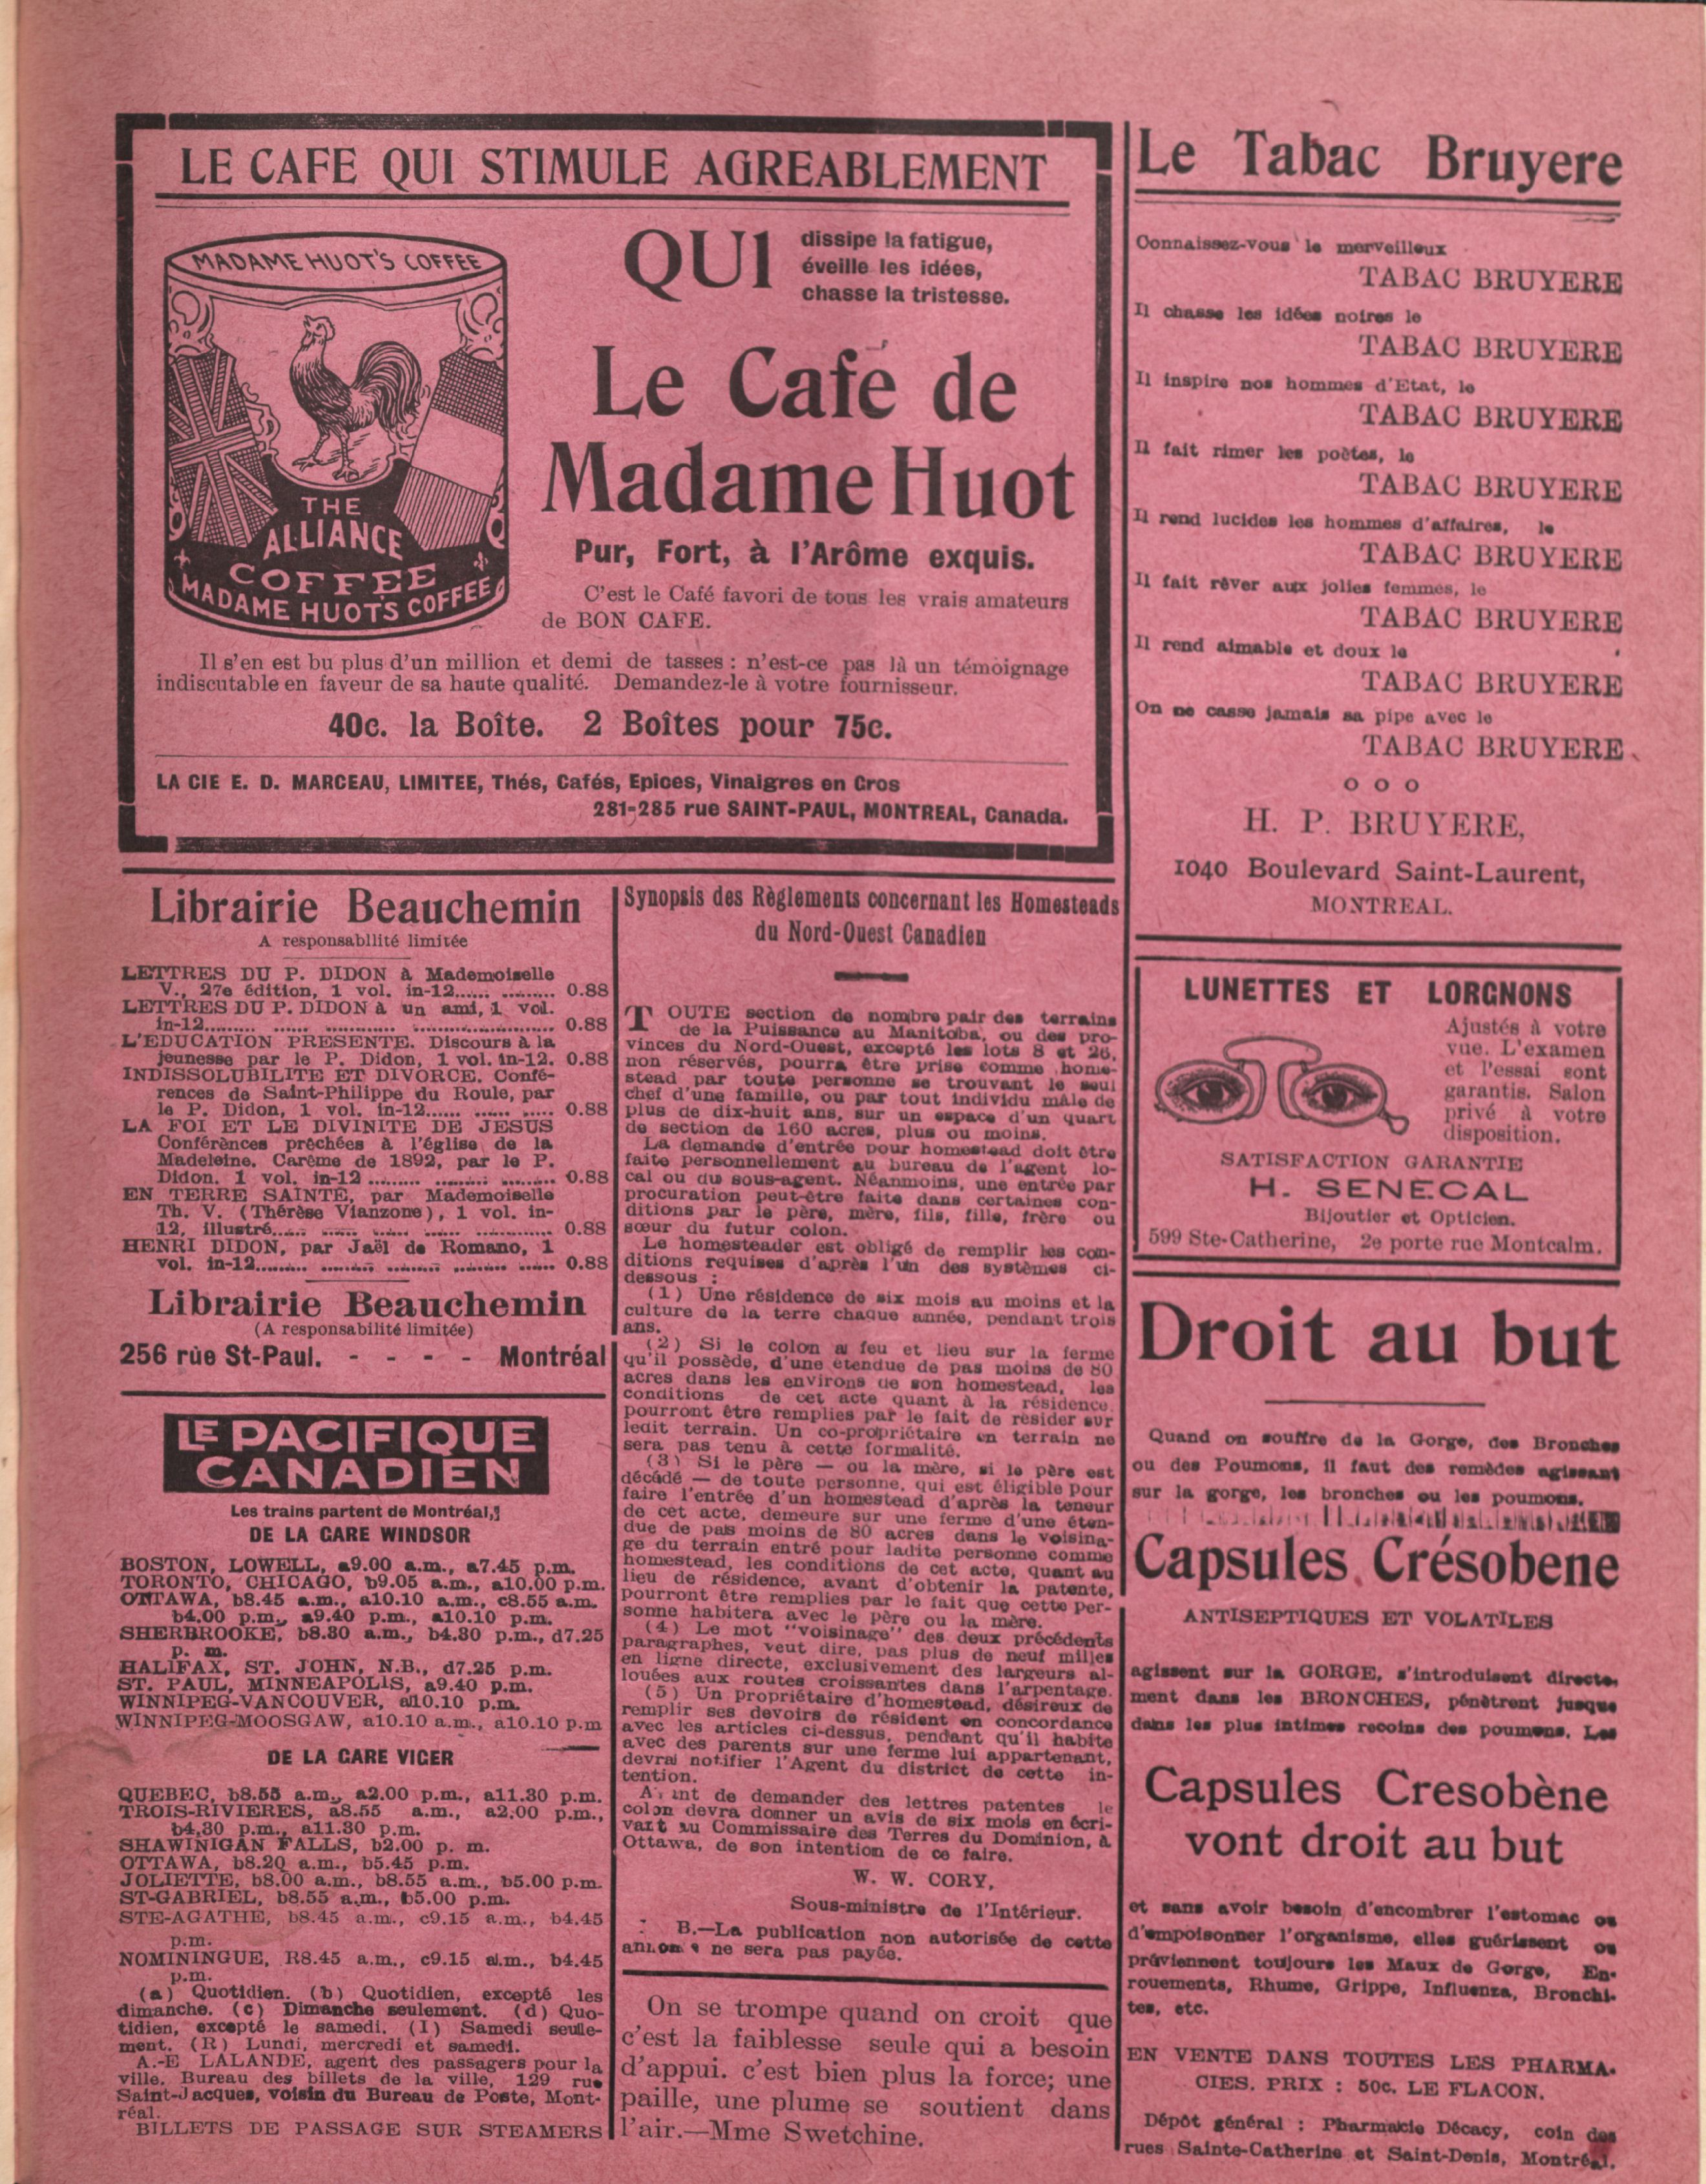 LE CAFE QUI STIMULE AGREABLEMENT
MADAME HUOT'S COFFEE
THE
ALLIANCE
COFFEE
MADAME HUOTS COFFEE
QUI
dissipe la fatigue,
éveille les idées,
chasse la tristesse.
Le Café de
Madame Huot
Pur, Fort, à l'Arôme exquis.
C'est le Café favori de tous les vrais amateurs
de BON CAFE.
Il s'en est bu plus d'un million et demi de tasses : n'est-ce pas là un témoignage
indiscutable en faveur de sa haute qualité. Demandez-le à votre fournisseur.
40c. la Boîte. 2 Boîtes pour 75c.
LA CIE E. D. MARCEAU, LIMITEE, Thés, Cafés, Epices, Vinaigres en Gros
281-285 rue SAINT-PAUL, MONTREAL, Canada.
Librairie Beauchemin
A responsabilité limitée
LETTRES DU P. DIDON à Mademoiselle
V., 27e édition, 1 vol. in-12...... ......... 0.88
LETTRES DU P. DIDON à un ami, 1 vol.
in-12......... ...... ............ ........................ 0.88
L'EDUCATION PRESENTE. Discours à la
jeunesse par le P. Didon, 1 vol. in-12. 0.88
INDISSOLUBILITE ET DIVORCE. Confé-
rences de Saint-Philippe du Roule, par
le P. Didon, 1 vol. in-12...... ...... ..... 0.88
LA FOI ET LE DIVINITE DE JESUS
Conférènces prêchées à l'église de la
Madeleine. Carême de 1892, par le P.
Didon. 1 vol. in-12 ......... ......... ......... 0.88
EN TERRE SAINTE, par Mademoiselle
Th. V. (Thérèse Vianzone), 1 vol. in-
12, illustré...... ...... ...... ...... ............ 0.88
HENRI DIDON, par Jaël de Romano, 1
vol. in-12......... ......... ......... ......... ...... 0.88
Librairie Beauchemin
(A responsabilité limitée)
256 rue St-Paul. - - - - Montréal
LE PACIFIQUE
CANADIEN
Les trains partent de Montréal,
DE LA GARE WINDSOR
BOSTON, LOWELL, a9.00 a.m., a7.45 p.m.
TORONTO, CHICAGO, b9.05 a.m., a10.00 p.m.
OTTAWA, b8.45 a.m., a10.10 a.m., c8.55 a.m.
b4.00 p.m., a9.40 p.m., a10.10 p.m.
SHERBROOKE, b8.30 a.m., b4.30 p.m., d7.25
p. m.
HALIFAX, ST. JOHN, N.B., d7.25 p.m.
ST. PAUL, MINNEAPOLIS, a9.40 p.m.
WINNIPEG-VANCOUVER, a10.10 p.m.
WINNIPEG-MOOSGAW, a10.10 a.m., a10.10 p.m
DE LA GARE VIGER
QUEBEC, b8.55 a.m., a2.00 p.m., a11.30 p.m.
TROIS-RIVIERES, a8.55 a.m., a2.00 p.m.,
b4,30 p.m., a11.30 p.m.
SHAWINIGAN FALLS, b2.00 p. m.
OTTAWA, b8.20 a.m., b5.45 p.m.
JOLIETTE, b8.00 a.m., b8.55 a.m., b5.00 p.m.
ST-GABRIEL, b8.55 a.m., b5.00 p.m.
STE-AGATHE, b8.45 a.m., c9.15 a.m., b4.45
p.m.
NOMININGUE, R8.45 a.m., c9.15 a.m., b4.45
p.m.
(a) Quotidien. (b) Quotidien, excepté les
dimanche. (c) Dimanche seulement. (d) Quo-
tidien, excepté le samedi. (I) Samedi seule-
ment. (R) Lundi, mercredi et samedi.
A.-E LALANDE, agent des passagers pour la
ville. Bureau des billets de la ville, 129 rue
Saint-Jacques, voisin du Bureau de Poste, Mont-
réal.
BILLETS DE PASSAGE SUR STEAMERS
Synopsis des Règlements concernant les Homesteads
du Nord-Ouest Canadien
TOUTE section de nombre pair des terrains
de la Puissance au Manitoba, ou des pro-
vinces du Nord-Ouest, excepté les lots 8 et 26,
non réservés, pourra être prise comme home-
stead par toute personne se trouvant le seul
chef d'une famille, ou par tout individu mâle de
plus de dix-huit ans, sur un espace d'un quart
de section de 160 acres, plus ou moins.
La demande d'entrée pour homestead doit être
faite personnellement au bureau de l'agent lo-
cal ou du sous-agent. Néanmoins, une entrée par
procuration peut-être faite dans certaines con-
ditions par le père, mère, fils, fille, frère ou
sœur du futur colon.
Le homesteader est obligé de remplir les con-
ditions requises d'après l'un des systèmes ci-
dessous :
(1) Une résidence de six mois au moins et la
culture de la terre chaque année, pendant trois
ans.
(2) Si le colon a feu et lieu sur la ferme
qu'il possède, d'une étendue de pas moins de 80
acres dans les environs de son homestead, les
conditions de cet acte quant à la résidence
pourront être remplies par le fait de résider sur
ledit terrain. Un co-propriétaire en terrain ne
sera pas tenu à cette formalité.
(3) Si le père — ou la mère, si le père est
décédé — de toute personne, qui est éligible pour
faire l'entrée d'un homestead d'après la teneur
de cet acte, demeure sur une ferme d'une éten-
due de pas moins de 80 acres dans le voisina-
ge du terrain entré pour ladite personne comme
homestead, les conditions de cet acte, quant au
lieu de résidence, avant d'obtenir la patente,
pourront être remplies par le fait que cette per-
sonne habitera avec le père ou la mère.
(4) Le mot "voisinage" des deux précédents
paragraphes, veut dire, pas plus de neuf milles
en ligne directe, exclusivement des largeurs al-
louées aux routes croissantes dans l'arpentage.
(5) Un propriétaire d'homestead, désireux de
remplir ses devoirs de résident en concordance
avec les articles ci-dessus, pendant qu'il habite
avec des parents sur une ferme lui appartenant,
devrai notifier l'Agent du district de cette in-
tention.
A int de demander des lettres patentes le
colon devra donner un avis de six mois en écri-
vart au Commissaire des Terres du Dominion, à
Ottawa, de son intention de ce faire.
W. W. CORY,
Sous-ministre de l'Intérieur.
B.—La publication non autorisée de cette
ne sera pas payée.
On se trompe quand on croit que
c'est la faiblesse seule qui a besoin
d'appui. c'est bien plus la force; une
paille, une plume se soutient dans
l'air.—Mme Swetchine.
Le Tabac Bruyere
Connaissez-vous le merveilleux
TABAC BRUYERE
Il chasse les idées noires le
TABAC BRUYERE
Il inspire nos hommes d'Etat, le
TABAC BRUYERE
Il fait rimer les poètes, le
TABAC BRUYERE
Il rend lucides les hommes d'affaires, le
TABAC BRUYERE
Il fait rêver aux jolies femmes, le
TABAC BRUYERE
Il rend aimable et doux le
TABAC BRUYERE
On ne casse jamais sa pipe avec le
TABAC BRUYERE
o o o
H. P. BRUYERE,
1040 Boulevard Saint-Laurent,
MONTREAL.
LUNETTES ET LORGNONS
Ajustés à votre
vue. L'examen
et l'essai sont
garantis. Salon
privé à votre
disposition.
SATISFACTION GARANTIE
H. SENECAL
Bijoutier et Opticien.
599 Ste-Catherine, 2e porte rue Montcalm.
Droit au but
Quand on souffre de la Gorge, des Bronches
ou des Poumons, il faut des remèdes agissant
sur la gorge, les bronches ou les poumons.
Capsules Crésobene
ANTISEPTIQUES ET VOLATILES
agissent sur la GORGE, s'introduisent directe-
ment dans les BRONCHES, pénètrent jusque
dans les plus intimes recoins des poumons. Les
Capsules Cresobène
vont droit au but
et sans avoir besoin d'encombrer l'estomac ou
d'empoisonner l'organisme, elles guérissent ou
préviennent toujours les Maux de Gorge, En-
rouements, Rhume, Grippe, Influenza, Bronchi-
tes, etc.
EN VENTE DANS TOUTES LES PHARMA-
CIES. PRIX : 50c. LE FLACON.
Dépôt général : Pharmacie Décacy, coin des
rues Sainte-Catherine et Saint-Denis, Montréal.